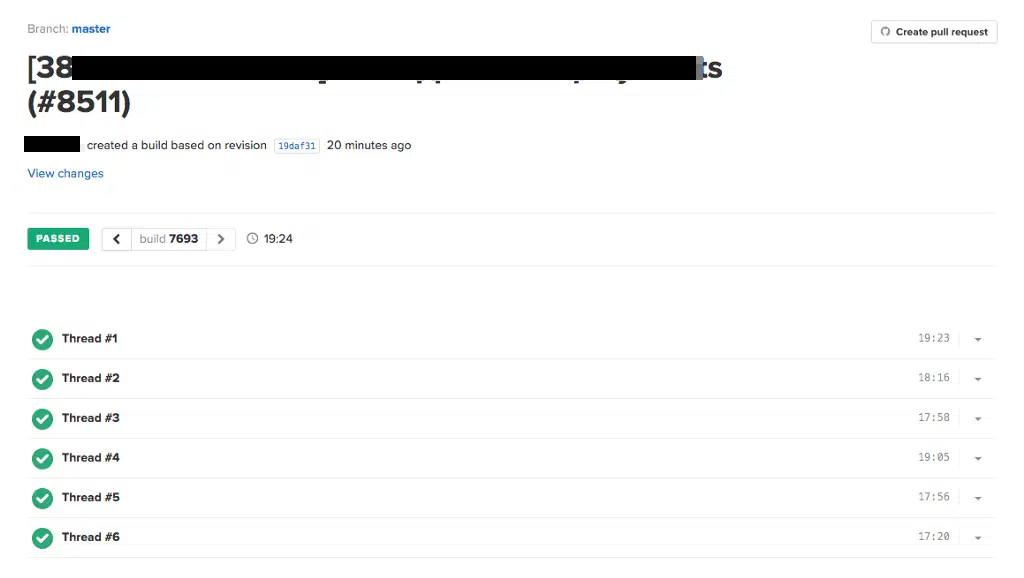 Branch: master
Create pull request
[38 ts
(#8511)
created a build based on revision 19daf31 20 minutes ago
View changes
PASSED build 7693 19:24
Thread #1 19:23
Thread #2 18:16
Thread #3 17:58
Thread #4 19:05
Thread #5 17:56
Thread #6 17:20